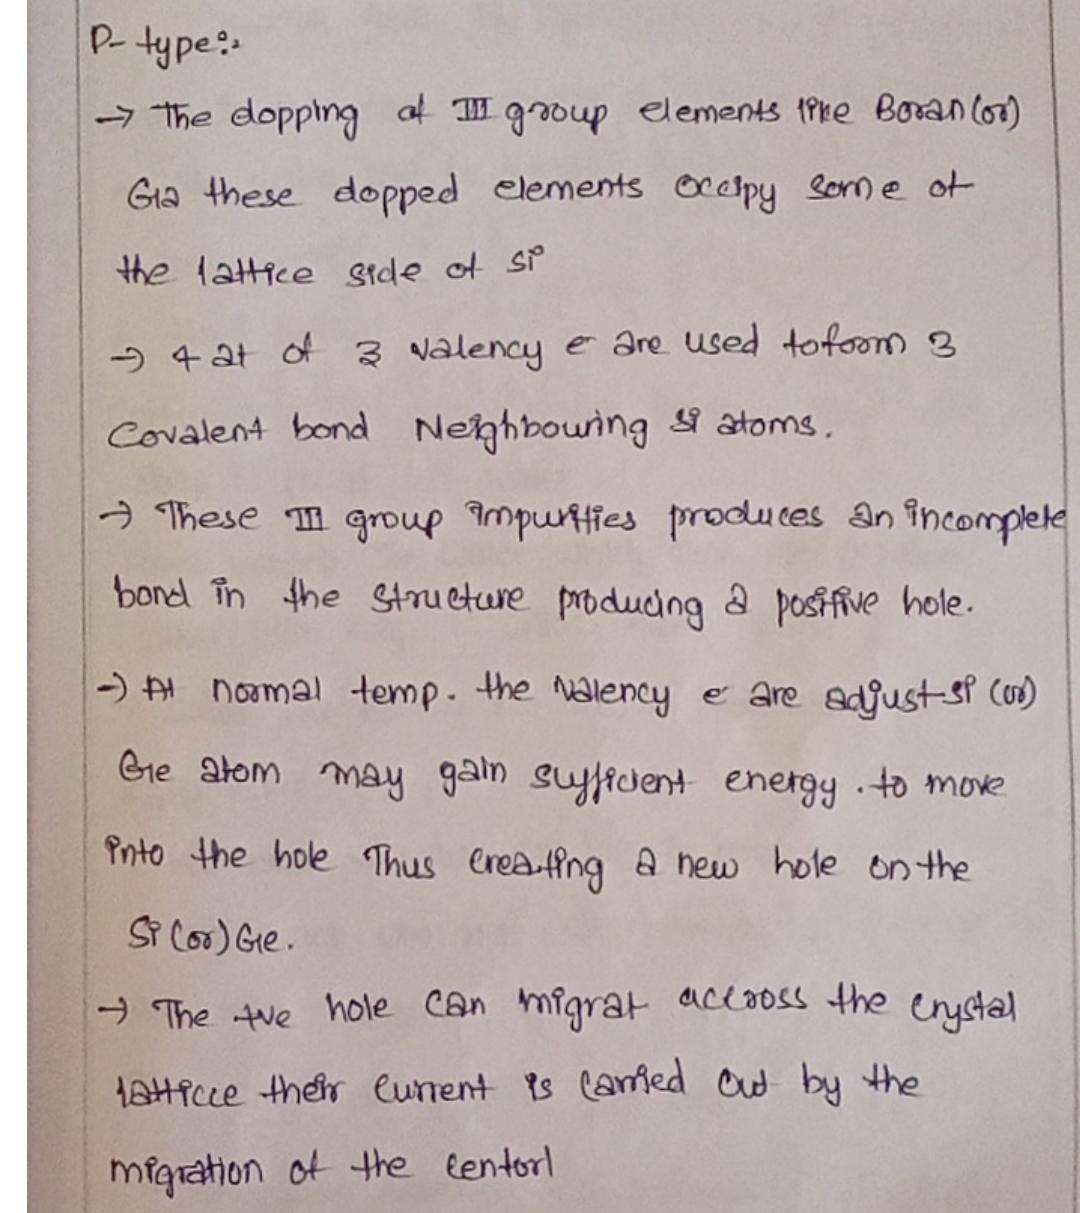 P- type:-
→ The dopping of III group elements like Boran (or)
Ga these dopped elements occipy some of
the lattice side of si
→ 4 at of 3 valency e are used toform 3
Covalent bond Neighbouring si atoms.
→ These III group impurities produces an incomplete
bond in the structure producing a positive hole.
→ At normal temp. the valency e are adjust si (or)
Ge atom may gain sufficient energy . to move
into the hole Thus creating a new hole on the
Si (or) Ge.
→ The +ve hole can migrat accross the crystal
latticce their current is carried out by the
migration of the centorl